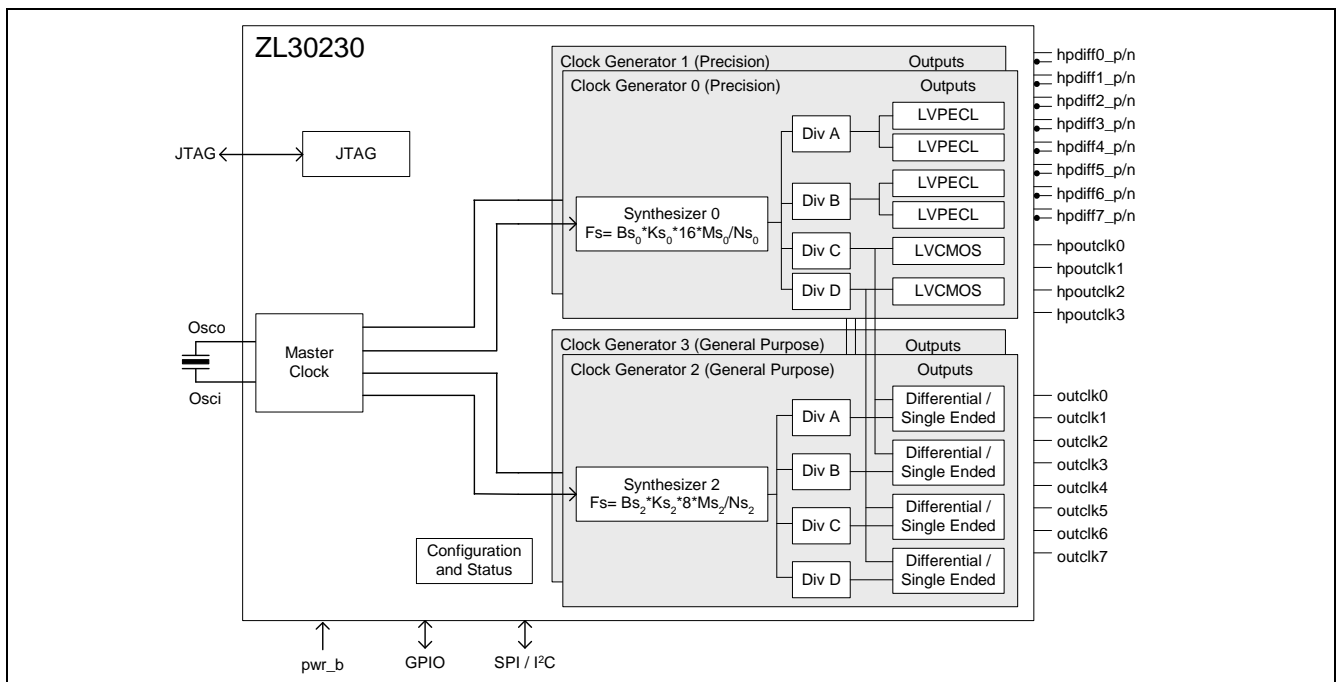 ZL30230
Clock Generator 1 (Precision) Outputs
Clock Generator 0 (Precision) Outputs
JTAG
JTAG
Div A
LVPECL
LVPECL
Div B
LVPECL
LVPECL
Synthesizer 0
Fs= Bs₀*Ks₀*16*Ms₀/Ns₀
Div C
LVCMOS
Div D
LVCMOS
hpdiff0_p/n
hpdiff1_p/n
hpdiff2_p/n
hpdiff3_p/n
hpdiff4_p/n
hpdiff5_p/n
hpdiff6_p/n
hpdiff7_p/n
hpoutclk0
hpoutclk1
hpoutclk2
hpoutclk3
Osco
Osci
Master
Clock
Clock Generator 3 (General Purpose) Outputs
Clock Generator 2 (General Purpose) Outputs
Div A
Differential /
Single Ended
Div B
Differential /
Single Ended
Synthesizer 2
Fs= Bs₂*Ks₂*8*Ms₂/Ns₂
Div C
Differential /
Single Ended
Div D
Differential /
Single Ended
outclk0
outclk1
outclk2
outclk3
outclk4
outclk5
outclk6
outclk7
Configuration
and Status
pwr_b
GPIO
SPI / I²C